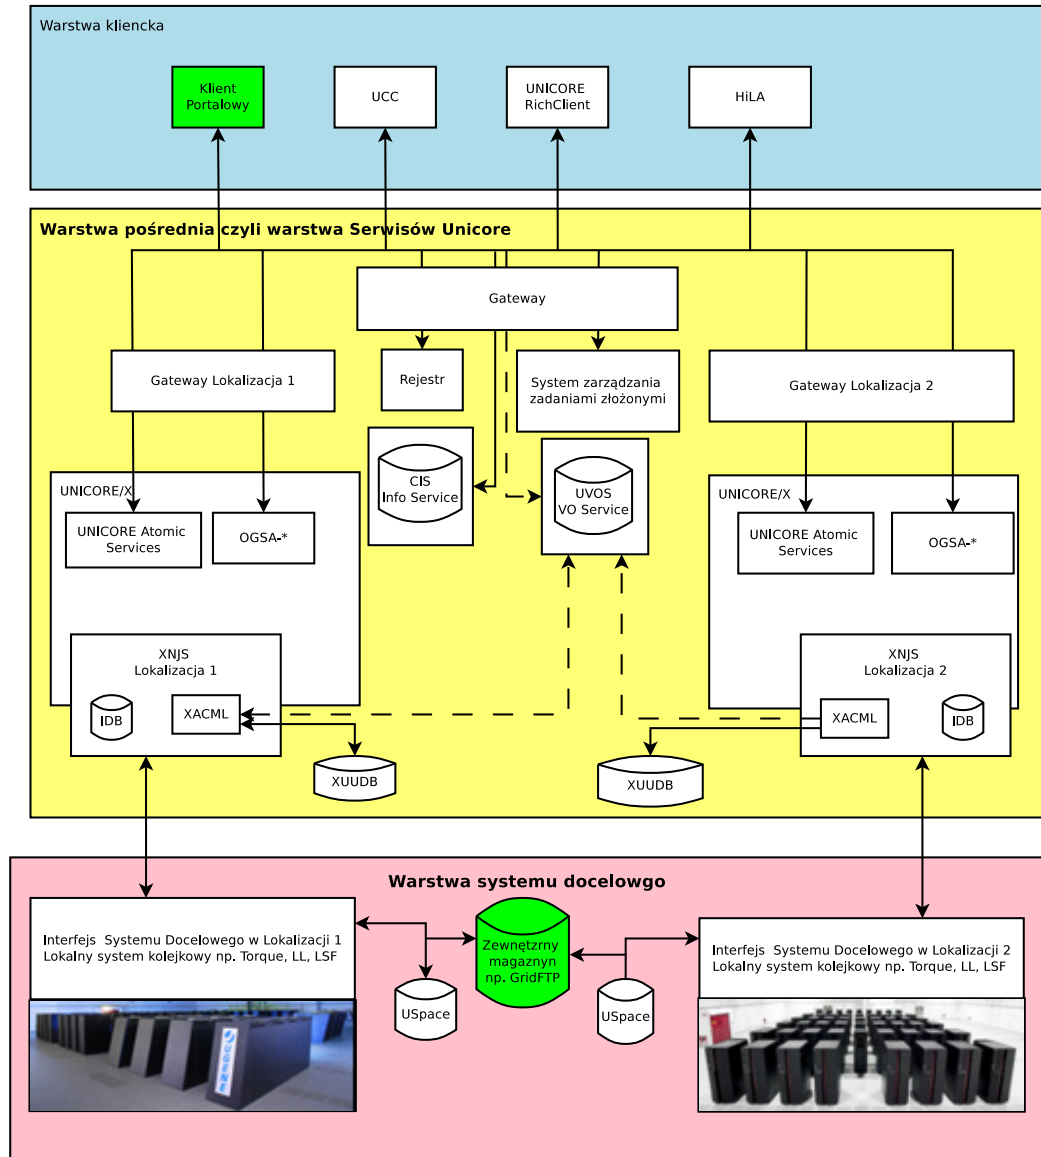 Warstwa kliencka
Klient
Portalowy
UCC
UNICORE
RichClient
HiLA
Warstwa pośrednia czyli warstwa Serwisów Unicore
Gateway
Gateway Lokalizacja 1
Rejestr
System zarządzania
zadaniami złożonymi
Gateway Lokalizacja 2
UNICORE/X
CIS
Info Service
UVOS
VO Service
UNICORE/X
UNICORE Atomic
Services
OGSA-*
UNICORE Atomic
Services
OGSA-*
XNJS
Lokalizacja 1
IDB
XACML
XUUDB
XNJS
Lokalizacja 2
XACML
IDB
XUUDB
Warstwa systemu docelowgo
Interfejs Systemu Docelowego w Lokalizacji 1
Lokalny system kolejkowy np. Torque, LL, LSF
Zewnętzrny
magaznyn
np. GridFTP
Interfejs Systemu Docelowego w Lokalizacji 2
Lokalny system kolejkowy np. Torque, LL, LSF
USpace
USpace
JUGENE